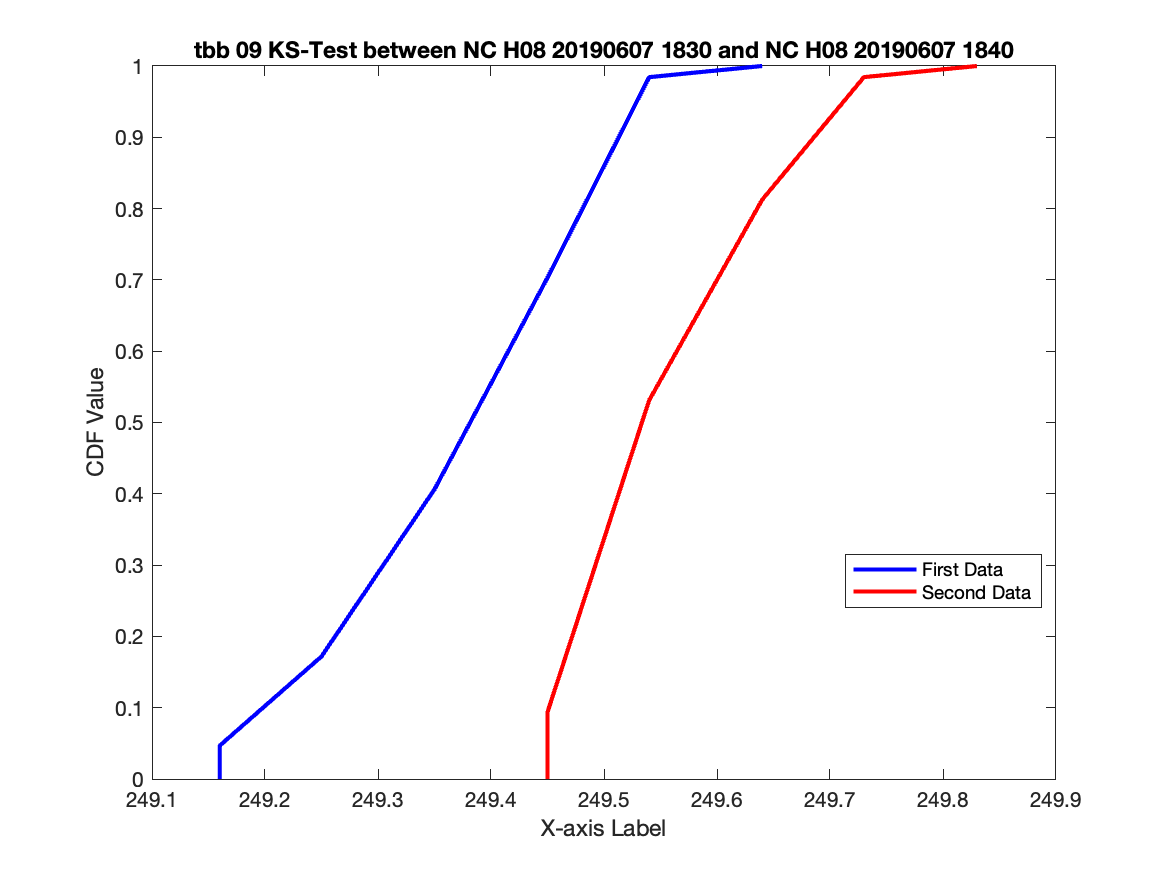 tbb 09 KS-Test between NC H08 20190607 1830 and NC H08 20190607 1840
1
0.9
0.8
0.7
0.6
0.5
0.4
0.3
0.2
0.1
0
CDF Value
First Data
Second Data
249.1 249.2 249.3 249.4 249.5 249.6 249.7 249.8 249.9
X-axis Label